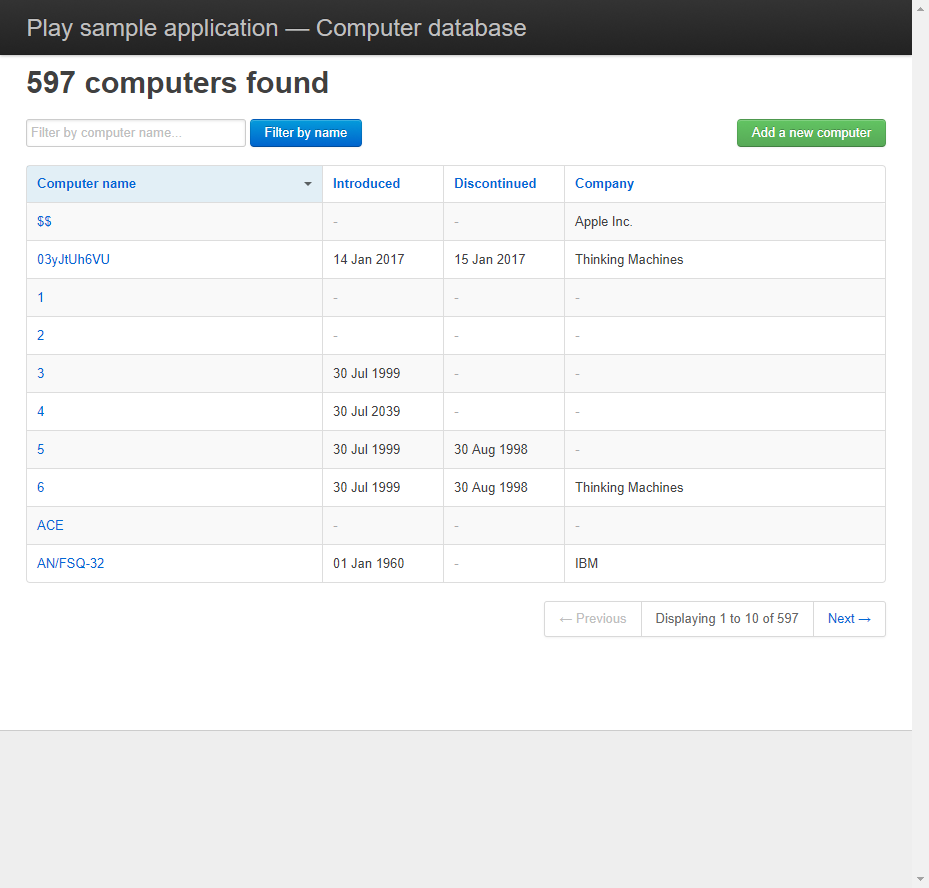 Play sample application — Computer database
597 computers found
Filter by computer name... Filter by name Add a new computer
Computer name Introduced Discontinued Company
$$ - - Apple Inc.
03yJtUh6VU 14 Jan 2017 15 Jan 2017 Thinking Machines
1 - - -
2 - - -
3 30 Jul 1999 - -
4 30 Jul 2039 - -
5 30 Jul 1999 30 Aug 1998 -
6 30 Jul 1999 30 Aug 1998 Thinking Machines
ACE - - -
AN/FSQ-32 01 Jan 1960 - IBM
← Previous Displaying 1 to 10 of 597 Next →